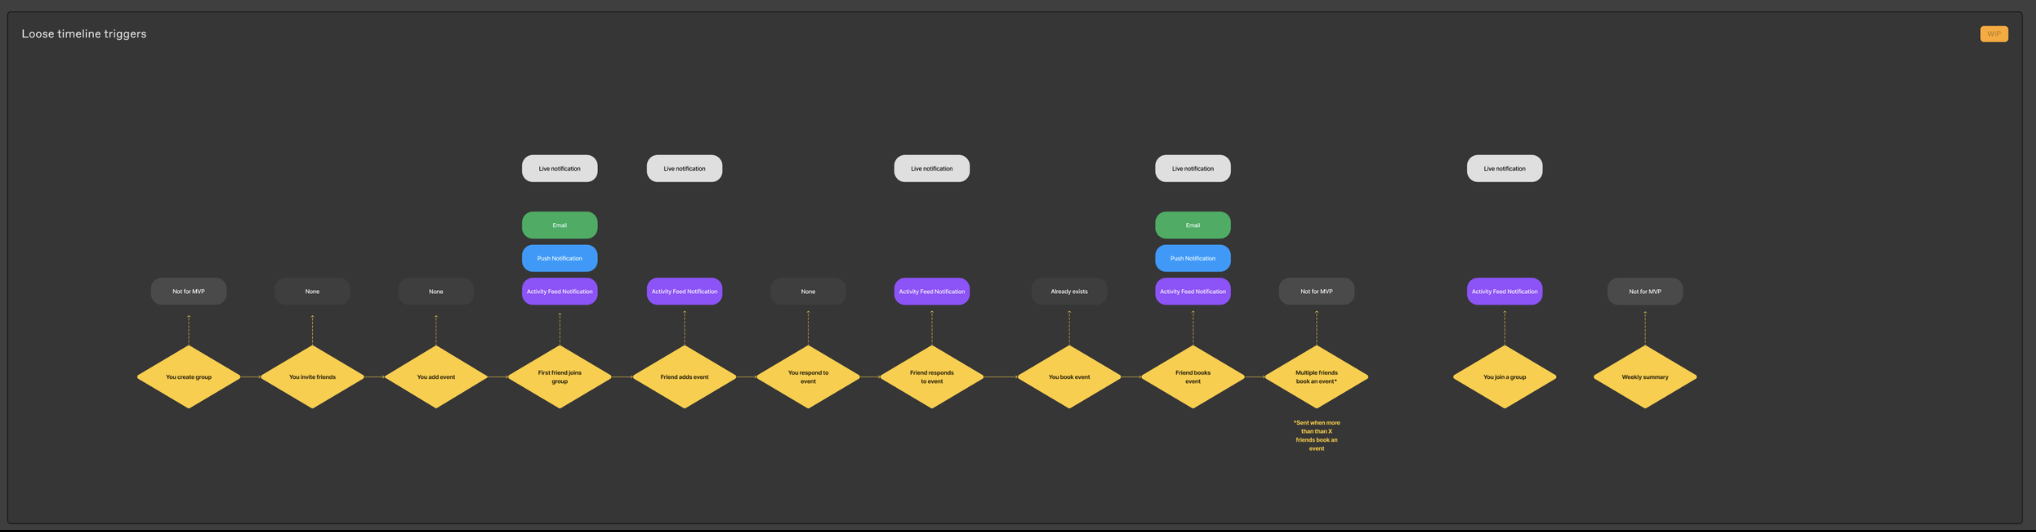 Loose timeline triggers
WIP
Live notification
Live notification
Live notification
Live notification
Live notification
Email
Email
Push Notification
Push Notification
Not for MVP
None
None
Activity Feed Notification
Activity Feed Notification
None
Activity Feed Notification
Already exists
Activity Feed Notification
Not for MVP
Activity Feed Notification
Not for MVP
You create group
You invite friends
You add event
First friend joins
group
Friend adds event
You respond to
event
Friend responds
to event
You book event
Friend books
event
Multiple friends
book an event*
You join a group
Weekly summary
*Sent when more
than than X
friends book an
event